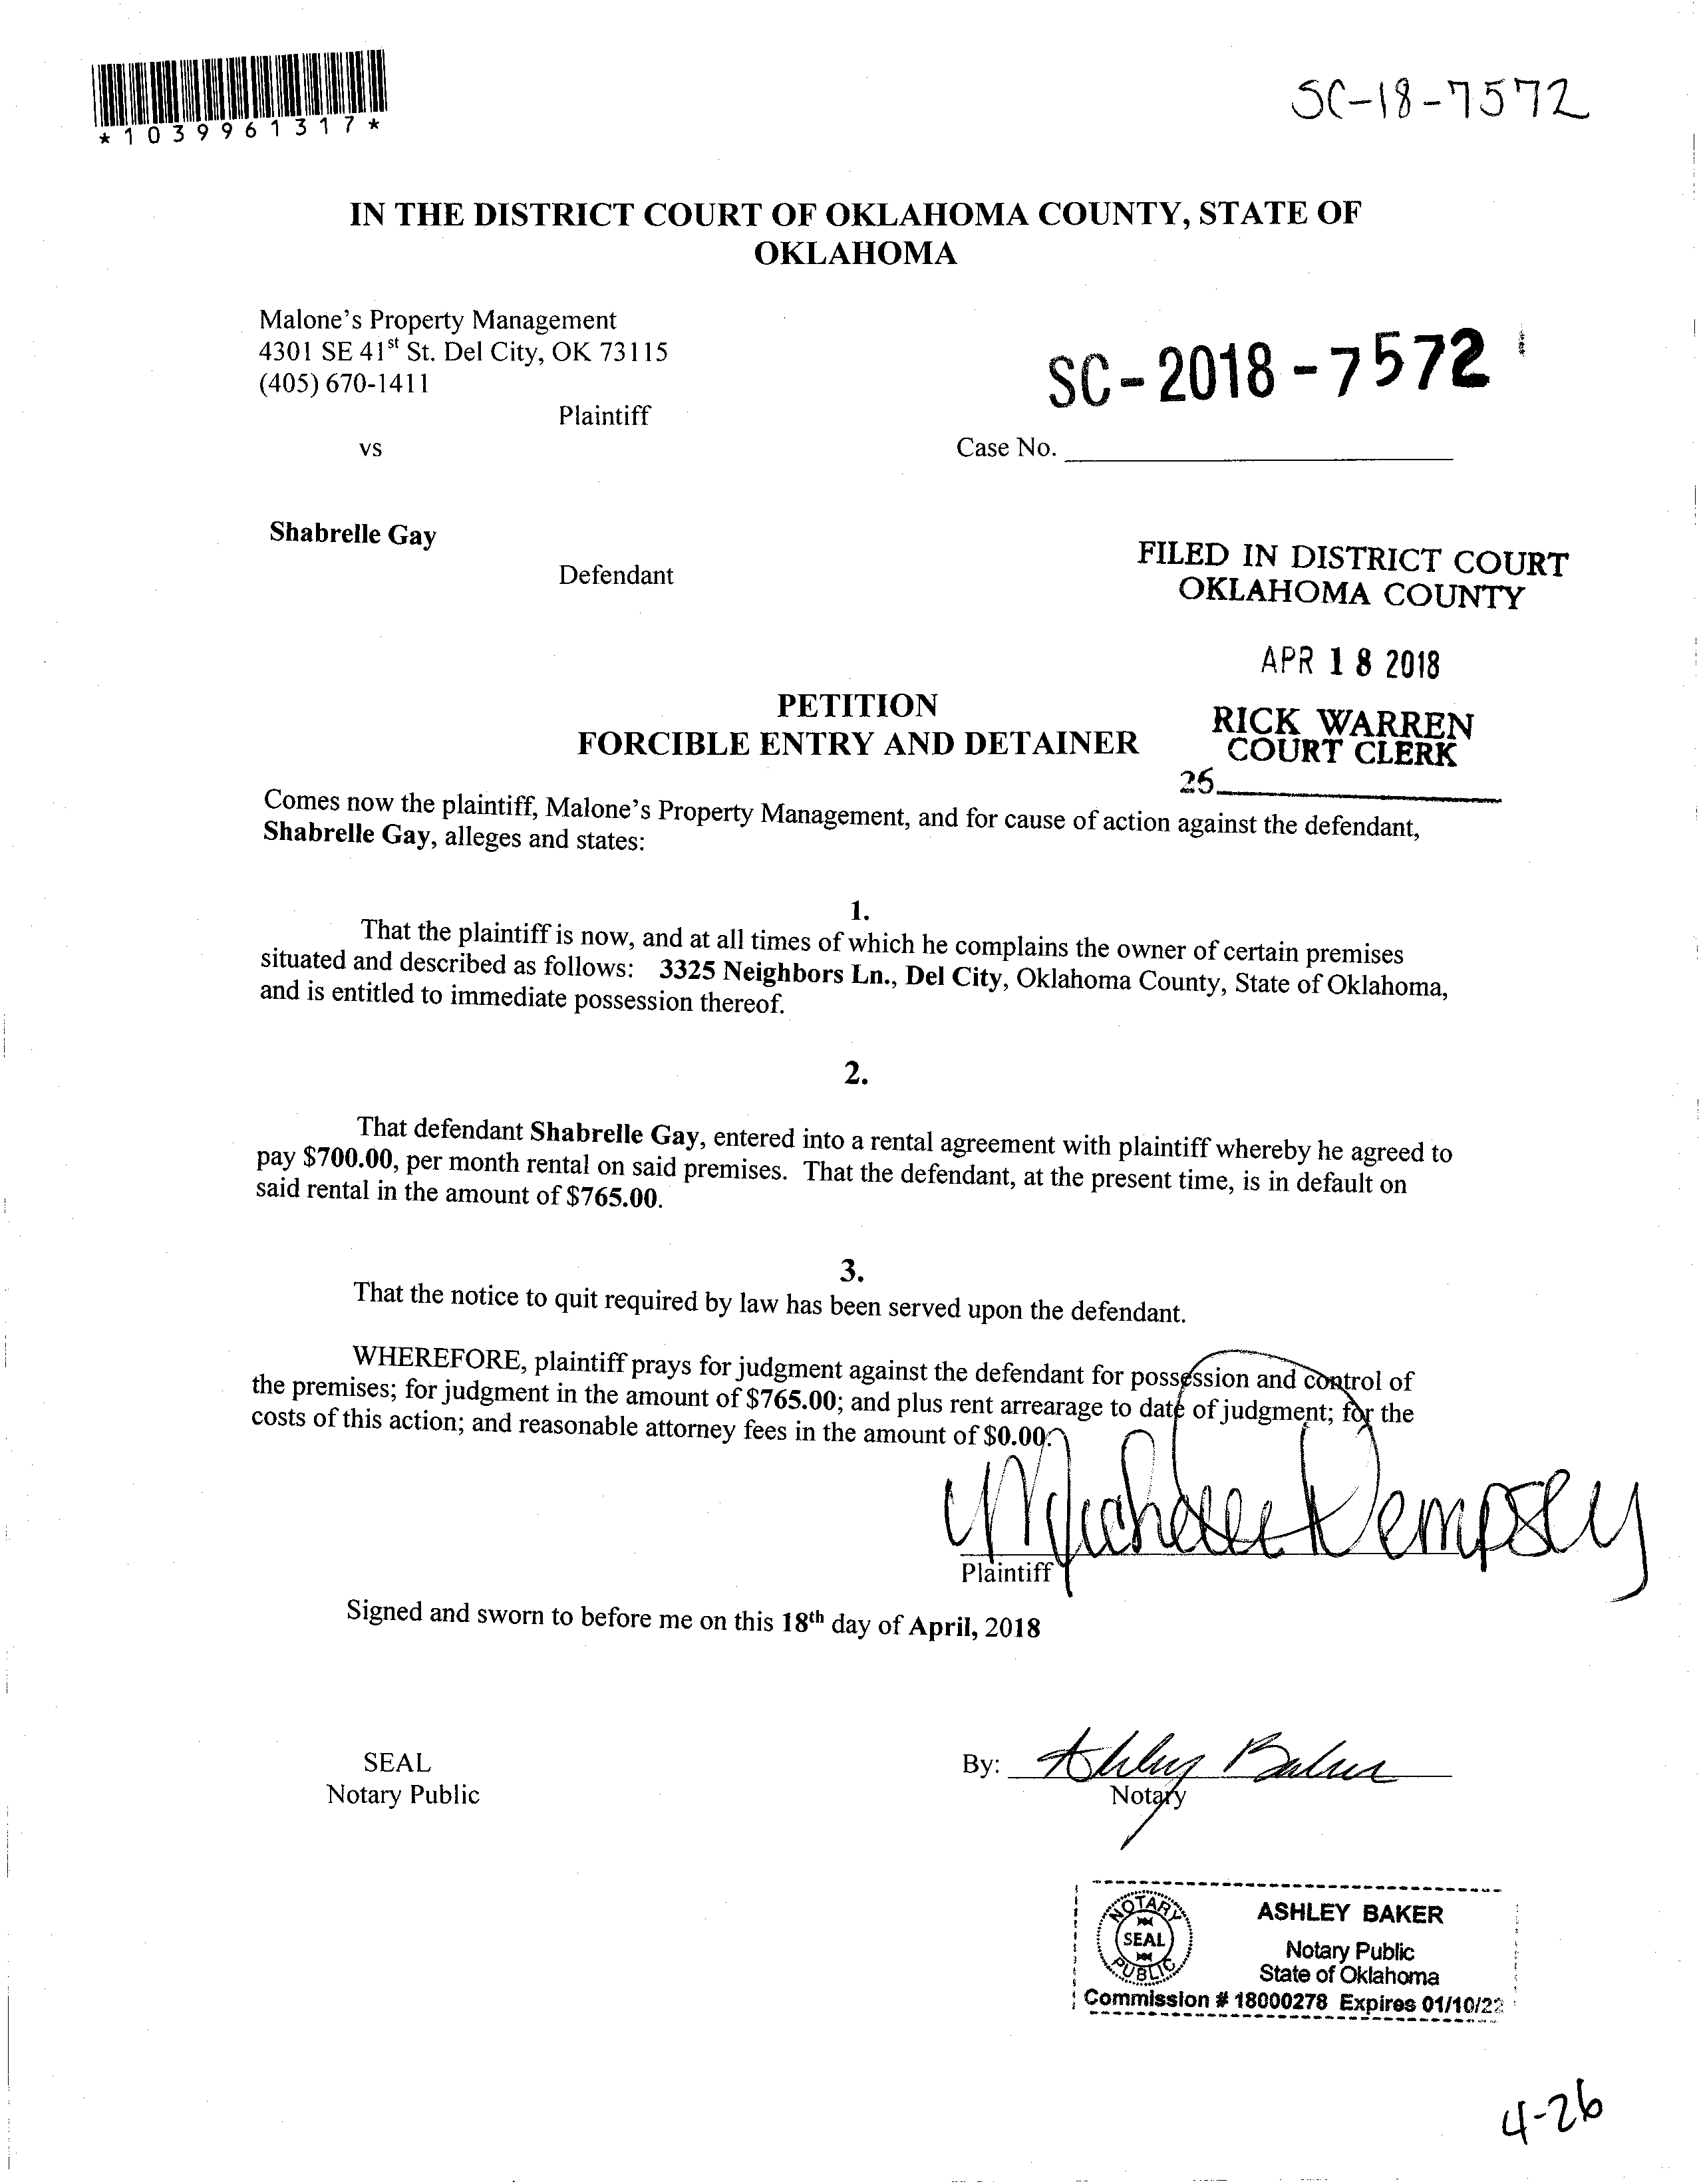 *1039961317*
SC-18-7572
IN THE DISTRICT COURT OF OKLAHOMA COUNTY, STATE OF
OKLAHOMA
Malone's Property Management
4301 SE 41st St. Del City, OK 73115
(405) 670-1411
Plaintiff
SC-2018-7572
vs
Case No.
Shabrelle Gay
Defendant
FILED IN DISTRICT COURT
OKLAHOMA COUNTY
APR 18 2018
RICK WARREN
COURT CLERK
25
PETITION
FORCIBLE ENTRY AND DETAINER
Comes now the plaintiff, Malone's Property Management, and for cause of action against the defendant,
Shabrelle Gay, alleges and states:
1.
That the plaintiff is now, and at all times of which he complains the owner of certain premises
situated and described as follows: 3325 Neighbors Ln., Del City, Oklahoma County, State of Oklahoma,
and is entitled to immediate possession thereof.
2.
That defendant Shabrelle Gay, entered into a rental agreement with plaintiff whereby he agreed to
pay $700.00, per month rental on said premises. That the defendant, at the present time, is in default on
said rental in the amount of $765.00.
3.
That the notice to quit required by law has been served upon the defendant.
WHEREFORE, plaintiff prays for judgment against the defendant for possession and control of
the premises; for judgment in the amount of $765.00; and plus rent arrearage to date of judgment; for the
costs of this action; and reasonable attorney fees in the amount of $0.00.
Michelle Dempsey
Plaintiff
Signed and sworn to before me on this 18th day of April, 2018
SEAL
Notary Public
By: Ashley Baker
Notary
NOTARY
SEAL
PUBLIC
ASHLEY BAKER
Notary Public
State of Oklahoma
Commission # 18000278 Expires 01/10/22
4-26